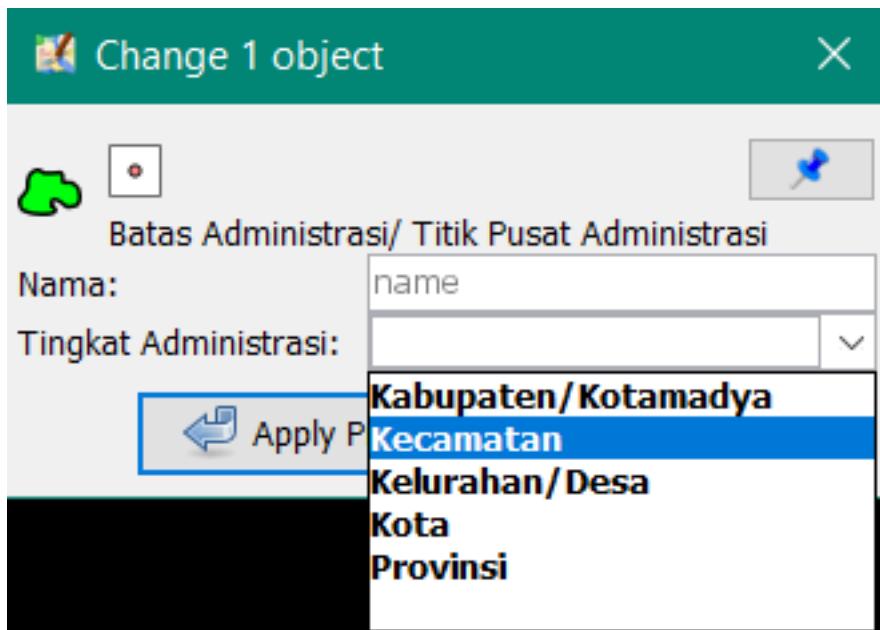 Change 1 object
Batas Administrasi/ Titik Pusat Administrasi
Nama:
name
Tingkat Administrasi:
Apply P
Kabupaten/Kotamadya
Kecamatan
Kelurahan/Desa
Kota
Provinsi